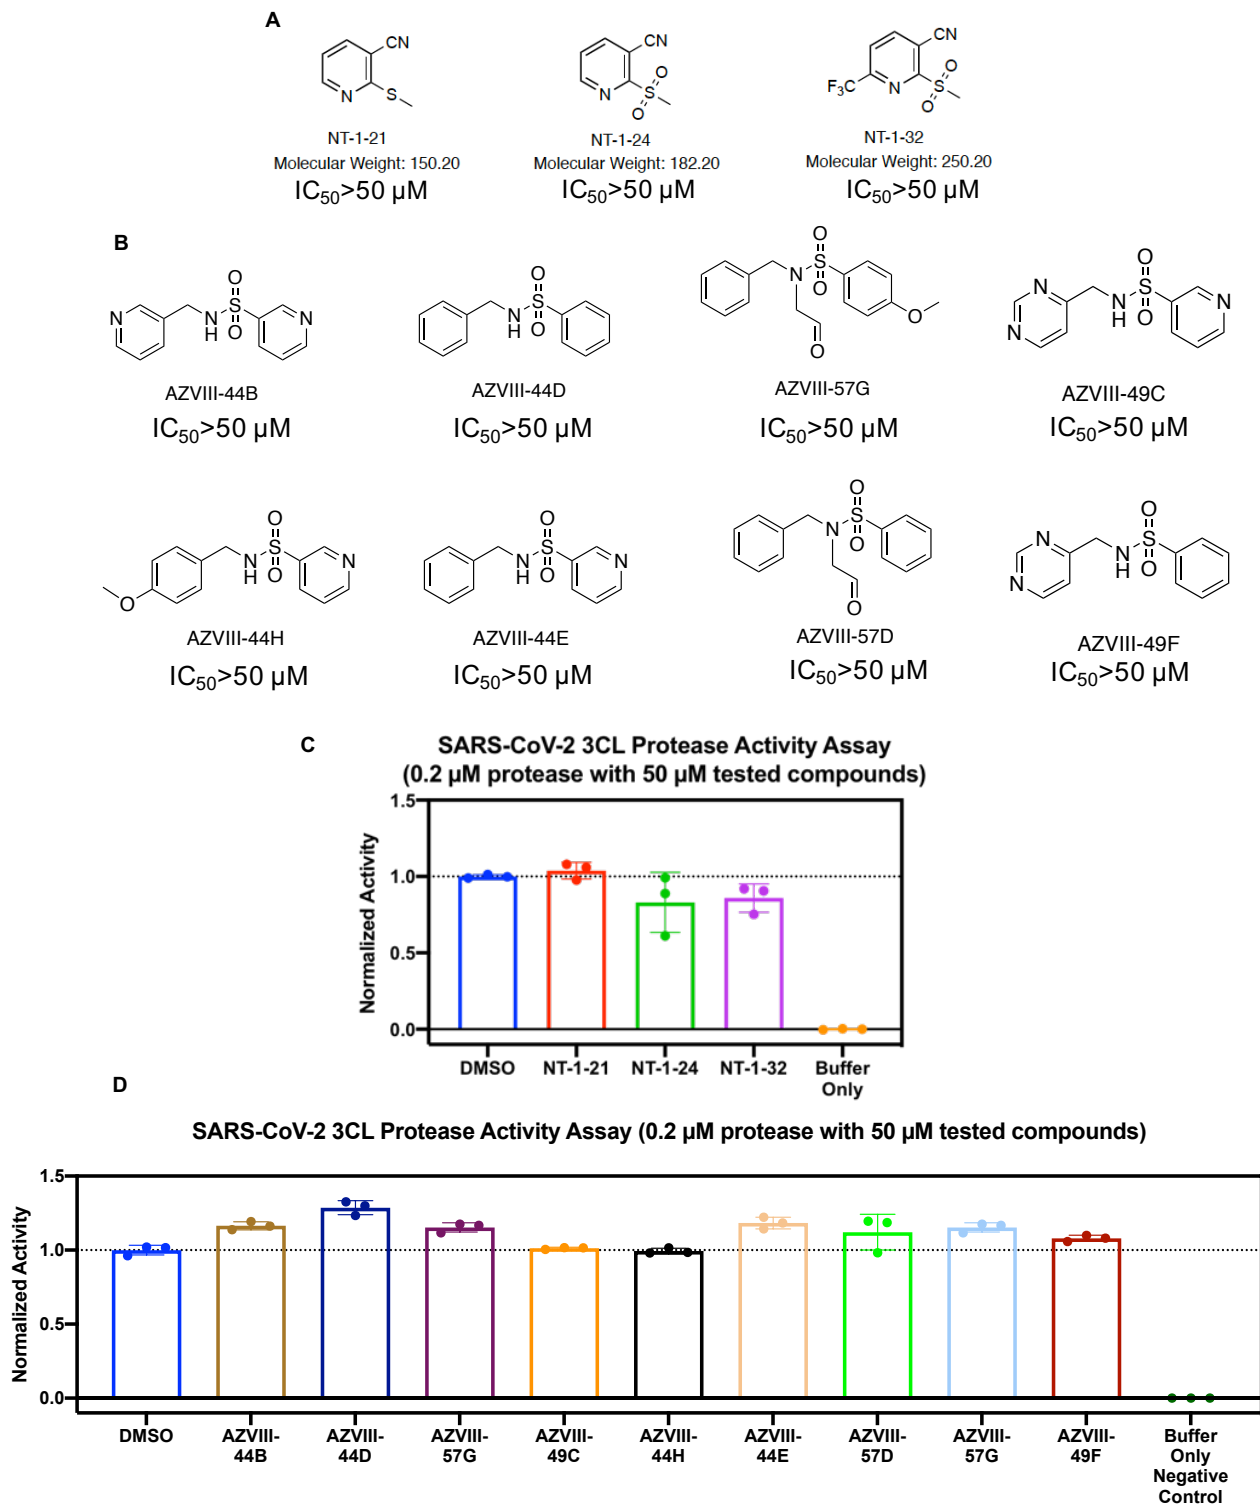 A
CN
N
S
NT-1-21
Molecular Weight: 150.20
IC50>50 µM
CN
N
S
O
O
NT-1-24
Molecular Weight: 182.20
IC50>50 µM
CN
F3C
N
S
O
O
NT-1-32
Molecular Weight: 250.20
IC50>50 µM
B
N
N
H
O
S
O
N
AZVIII-44B
IC50>50 µM
N
H
O
S
O
AZVIII-44D
IC50>50 µM
N
O
S
O
O
O
AZVIII-57G
IC50>50 µM
N
N
N
H
O
S
O
N
AZVIII-49C
IC50>50 µM
O
N
H
O
S
O
N
AZVIII-44H
IC50>50 µM
N
H
O
S
O
N
AZVIII-44E
IC50>50 µM
N
O
S
O
O
AZVIII-57D
IC50>50 µM
N
N
N
H
O
S
O
AZVIII-49F
IC50>50 µM
C
SARS-CoV-2 3CL Protease Activity Assay
(0.2 µM protease with 50 µM tested compounds)
Normalized Activity
1.5
1.0
0.5
0.0
DMSO
NT-1-21
NT-1-24
NT-1-32
Buffer
Only
D
SARS-CoV-2 3CL Protease Activity Assay (0.2 µM protease with 50 µM tested compounds)
Normalized Activity
1.5
1.0
0.5
0.0
DMSO
AZVIII-
44B
AZVIII-
44D
AZVIII-
57G
AZVIII-
49C
AZVIII-
44H
AZVIII-
44E
AZVIII-
57D
AZVIII-
57G
AZVIII-
49F
Buffer
Only
Negative
Control